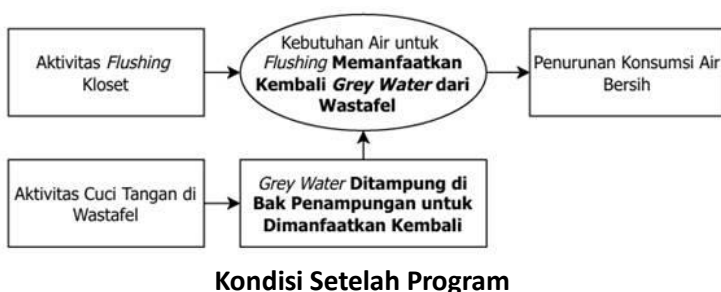 Aktivitas Flushing
Kloset
Kebutuhan Air untuk
Flushing Memanfaatkan
Kembali Grey Water dari
Wastafel
Penurunan Konsumsi Air
Bersih
Aktivitas Cuci Tangan di
Wastafel
Grey Water Ditampung di
Bak Penampungan untuk
Dimanfaatkan Kembali
Kondisi Setelah Program